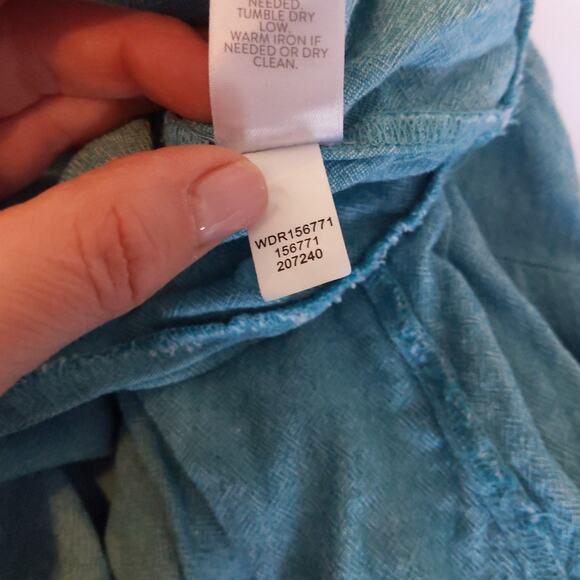 NEEDED.
TUMBLE DRY
LOW.
WARM IRON IF
NEEDED OR DRY
CLEAN.
WDR156771
156771
207240